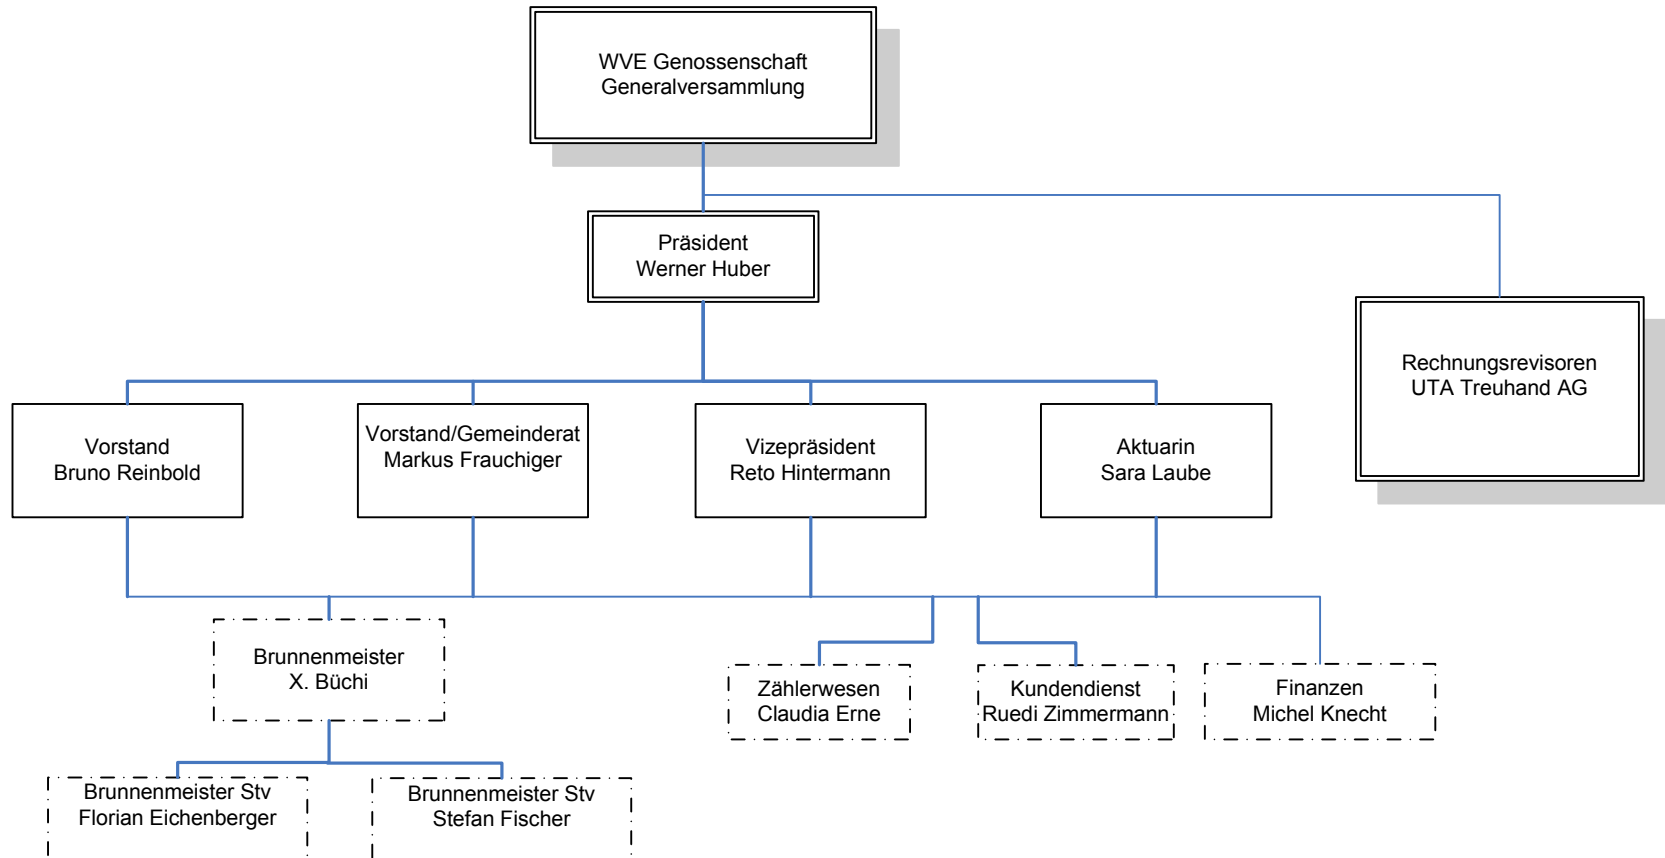 WVE Genossenschaft
Generalversammlung
Präsident
Werner Huber
Rechnungsrevisoren
UTA Treuhand AG
Vorstand
Bruno Reinbold
Vorstand/Gemeinderat
Markus Frauchiger
Vizepräsident
Reto Hintermann
Aktuarin
Sara Laube
Brunnenmeister
X. Büchi
Zählerwesen
Claudia Erne
Kundendienst
Ruedi Zimmermann
Finanzen
Michel Knecht
Brunnenmeister Stv
Florian Eichenberger
Brunnenmeister Stv
Stefan Fischer